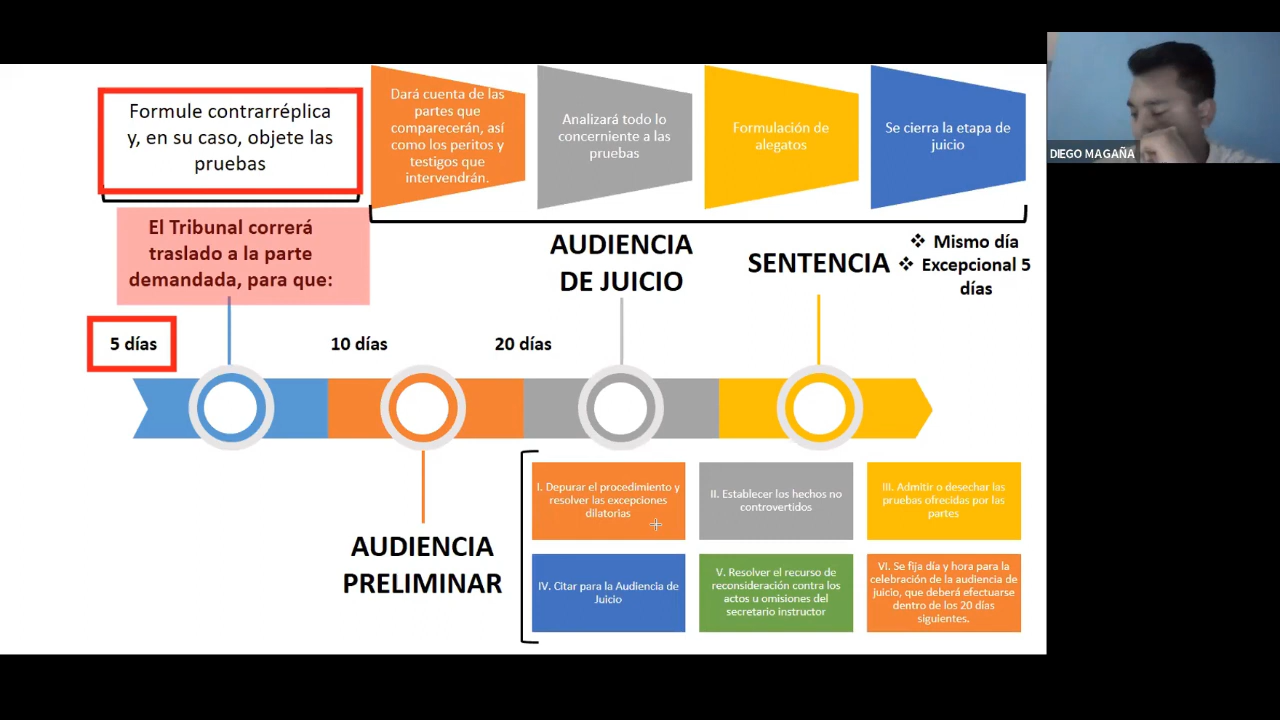 Formule contrarréplica
y, en su caso, objete las
pruebas
Dará cuenta de las
partes que
comparecerán, así
como los peritos y
testigos que
intervendrán.
Analizará todo lo
concerniente a las
pruebas
Formulación de
alegatos
Se cierra la etapa de
juicio
DIEGO MAGAÑA
El Tribunal correrá
traslado a la parte
demandada, para que:
AUDIENCIA
DE JUICIO
SENTENCIA
❖ Mismo día
❖ Excepcional 5
días
5 días
10 días
20 días
AUDIENCIA
PRELIMINAR
I. Depurar el procedimiento y
resolver las excepciones
dilatorias
II. Establecer los hechos no
controvertidos
III. Admitir o desechar las
pruebas ofrecidas por las
partes
IV. Citar para la Audiencia de
Juicio
V. Resolver el recurso de
reconsideración contra los
actos u omisiones del
secretario instructor
VI. Se fija día y hora para la
celebración de la audiencia de
juicio, que deberá efectuarse
dentro de los 20 días
siguientes.